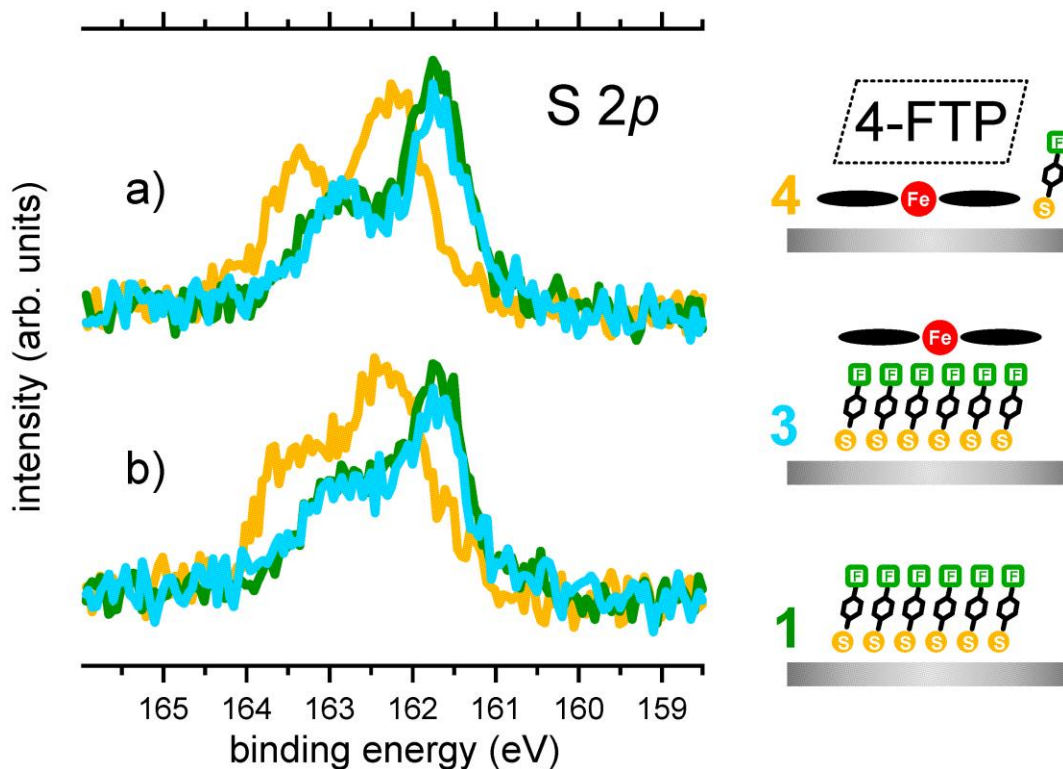 S 2p
a)
b)
intensity (arb. units)
165 164 163 162 161 160 159
binding energy (eV)
4-FTP
F
4 Fe S
Fe
F F F F F F
3
S S S S S S
F F F F F F
1
S S S S S S